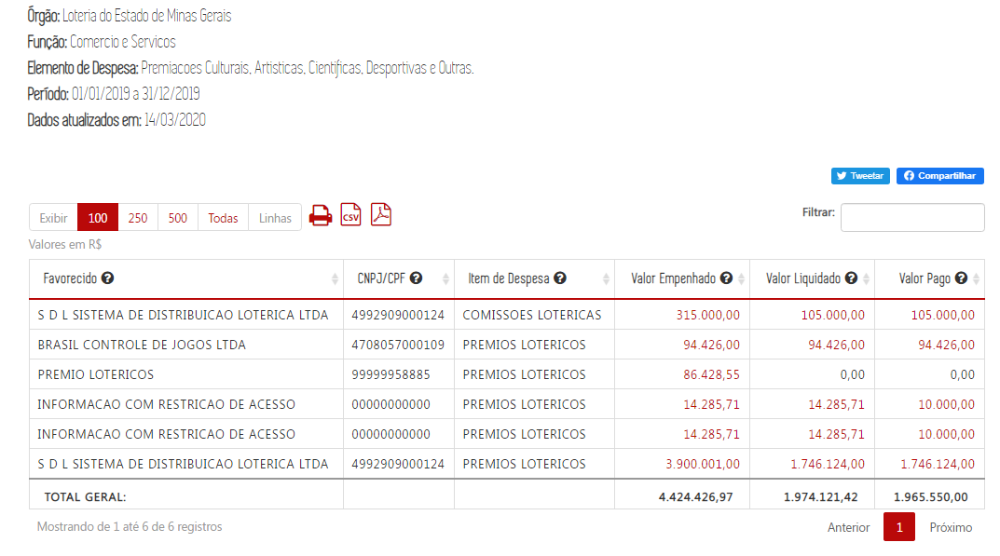 Órgão: Loteria do Estado de Minas Gerais
Função: Comercio e Servicos
Elemento de Despesa: Premiacoes Culturais, Artisticas, Cientificas, Desportivas e Outras.
Período: 01/01/2019 a 31/12/2019
Dados atualizados em: 14/03/2020
Tweetar Compartilhar
Exibir 100 250 500 Todas Linhas CSV Filtrar:
Valores em R$
Favorecido ? CNPJ/CPF ? Item de Despesa ? Valor Empenhado ? Valor Liquidado ? Valor Pago ?
S D L SISTEMA DE DISTRIBUICAO LOTERICA LTDA 4992909000124 COMISSOES LOTERICAS 315.000,00 105.000,00 105.000,00
BRASIL CONTROLE DE JOGOS LTDA 4708057000109 PREMIOS LOTERICOS 94.426,00 94.426,00 94.426,00
PREMIO LOTERICOS 99999958885 PREMIOS LOTERICOS 86.428,55 0,00 0,00
INFORMACAO COM RESTRICAO DE ACESSO 00000000000 PREMIOS LOTERICOS 14.285,71 14.285,71 10.000,00
INFORMACAO COM RESTRICAO DE ACESSO 00000000000 PREMIOS LOTERICOS 14.285,71 14.285,71 10.000,00
S D L SISTEMA DE DISTRIBUICAO LOTERICA LTDA 4992909000124 PREMIOS LOTERICOS 3.900.001,00 1.746.124,00 1.746.124,00
TOTAL GERAL: 4.424.426,97 1.974.121,42 1.965.550,00
Mostrando de 1 até 6 de 6 registros Anterior 1 Próximo